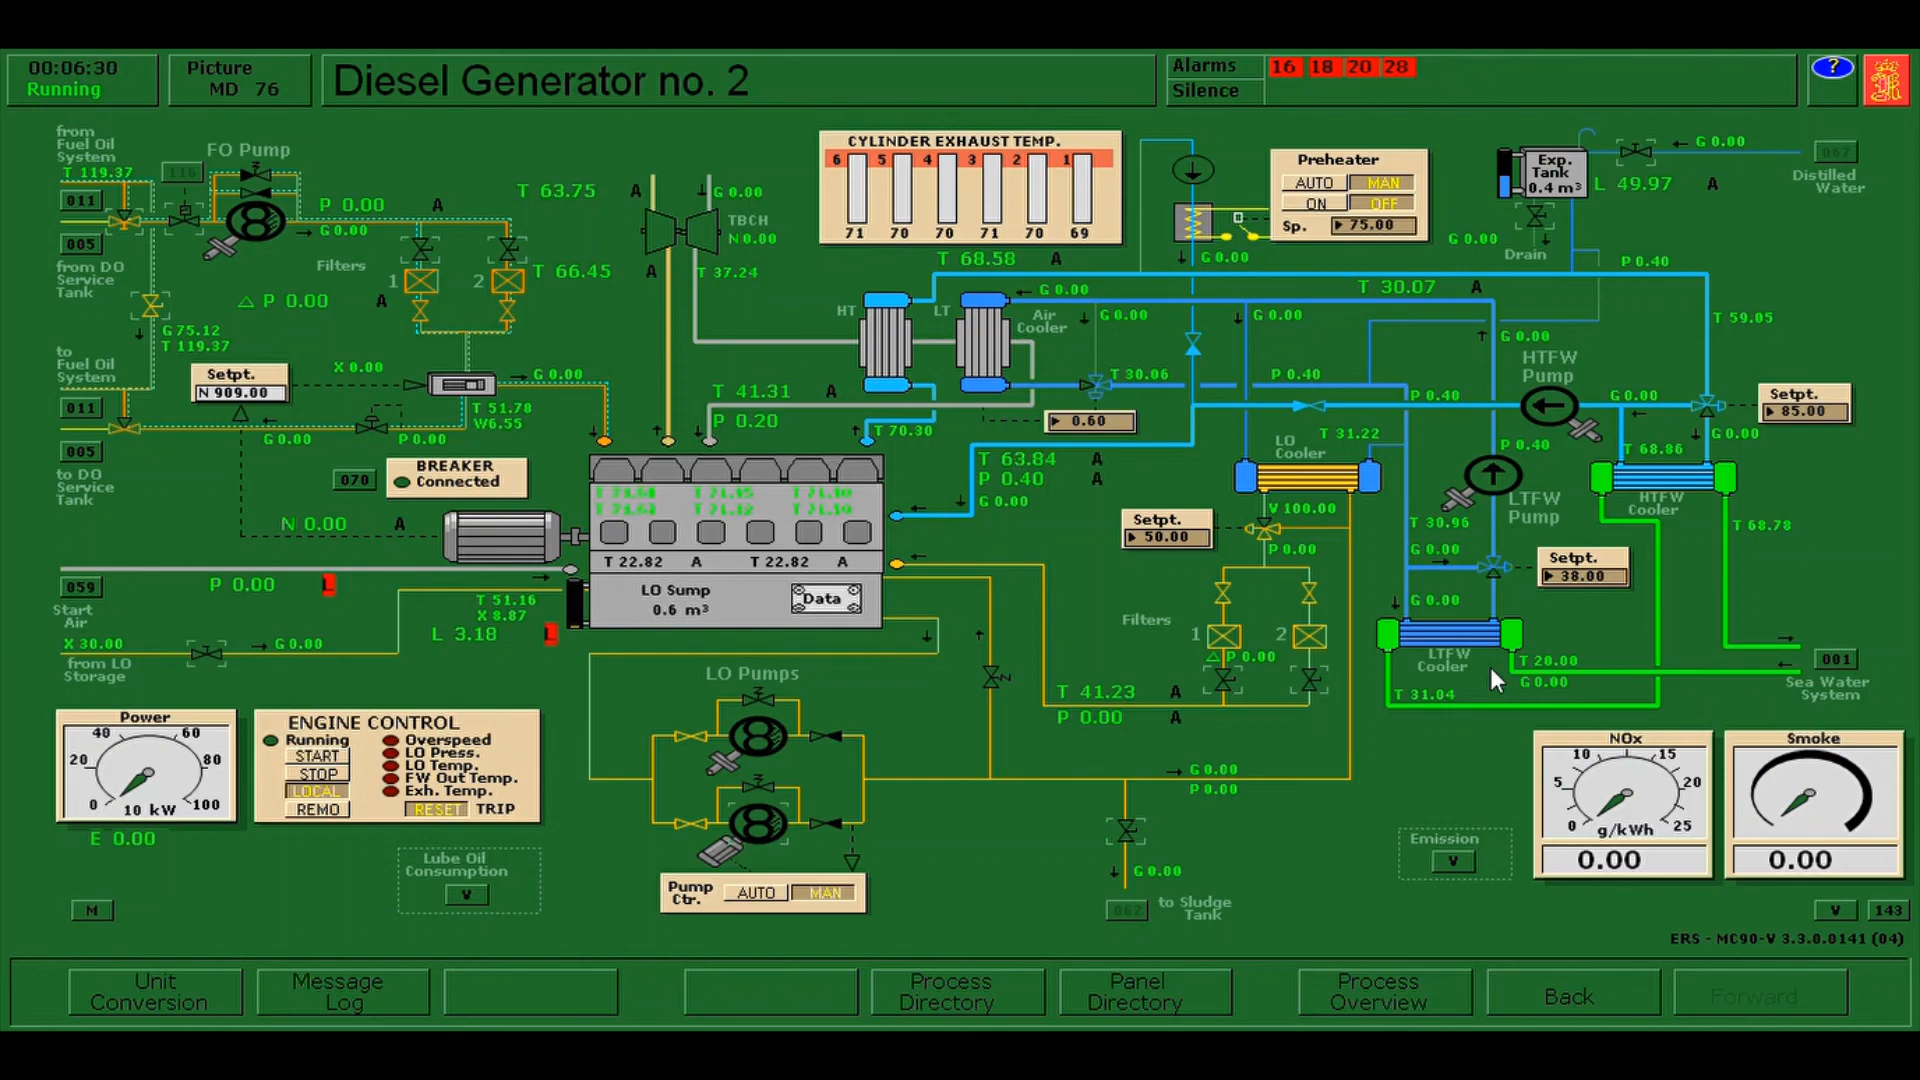 00:06:30
Running
Picture
MD 76
Diesel Generator no. 2
Alarms
Silence
16 18 20 28
?
from
Fuel Oil
System
T 119.37
011
005
from DO
Service
Tank
116
FO Pump
P 0.00 A
G 0.00
Filters
1
2
△ P 0.00 A
G 75.12
T 119.37
to
Fuel Oil
System
011
005
to DO
Service
Tank
Setpt.
N 909.00
X 0.00
G 0.00
T 51.78
W6.55
G 0.00
P 0.00
T 63.75 A
T 66.45 A
G 0.00
TBCH
N 0.00
T 37.24
CYLINDER EXHAUST TEMP.
6 5 4 3 2 1
71 70 70 71 70 69
T 68.58 A
Preheater
AUTO MAN
ON OFF
Sp. 75.00
G 0.00
Exp.
Tank
0.4 m³
G 0.00
067
Distilled
Water
L 49.97 A
G 0.00
Drain
P 0.40
HT
LT
Air
Cooler
G 0.00
G 0.00
G 0.00
T 30.07 A
G 0.00
T 59.05
T 30.06
P 0.40
P 0.40
0.60
HTFW
Pump
G 0.00
Setpt.
85.00
G 0.00
T 41.31 A
P 0.20
T 70.30
T 63.84 A
P 0.40 A
G 0.00
LO
Cooler
T 31.22
P 0.40
T 68.86
HTFW
Cooler
LTFW
Pump
T 68.78
070
BREAKER
Connected
N 0.00 A
059
Start
Air
P 0.00
T 22.82 A T 22.82 A
LO Sump
0.6 m³
Data
T 51.16
X 8.87
L 3.18
X 30.00
G 0.00
from LO
Storage
Setpt.
50.00
V 100.00
P 0.00
T 30.96
G 0.00
Setpt.
38.00
G 0.00
Filters
1
2
△ P 0.00
LTFW
Cooler
T 20.00
G 0.00
T 31.04
001
Sea Water
System
T 41.23 A
P 0.00 A
LO Pumps
G 0.00
P 0.00
G 0.00
062
to Sludge
Tank
Pump
Ctr.
AUTO MAN
Power
0 20 40 60 80 100
10 kW
E 0.00
ENGINE CONTROL
Running
START
STOP
LOCAL
REMO
Overspeed
LO Press.
LO Temp.
FW Out Temp.
Exh. Temp.
RESET TRIP
Lube Oil
Consumption
V
M
Emission
V
NOx
0 5 10 15 20 25
g/kWh
0.00
Smoke
0.00
V
143
ERS - MC90-V 3.3.0.0141 (04)
Unit
Conversion
Message
Log
Process
Directory
Panel
Directory
Process
Overview
Back
Forward